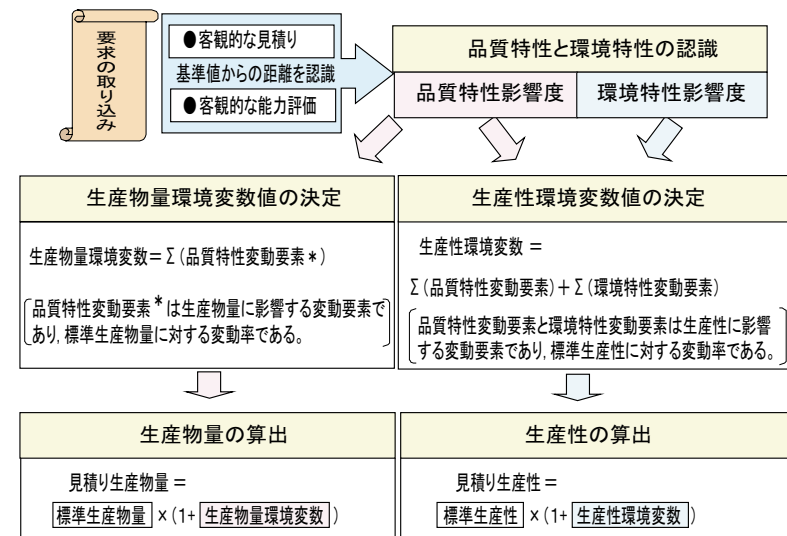 要求の取り込み
●客観的な見積り
基準値からの距離を認識
●客観的な能力評価
品質特性と環境特性の認識
品質特性影響度
環境特性影響度
生産物量環境変数値の決定
生産物量環境変数=Σ(品質特性変動要素*)
品質特性変動要素*は生産物量に影響する変動要素で
あり,標準生産物量に対する変動率である。
生産性環境変数値の決定
生産性環境変数 =
Σ(品質特性変動要素)+Σ(環境特性変動要素)
品質特性変動要素と環境特性変動要素は生産性に影響
する変動要素であり,標準生産性に対する変動率である。
生産物量の算出
見積り生産物量 =
標準生産物量 ×(1+ 生産物量環境変数 )
生産性の算出
見積り生産性 =
標準生産性 ×(1+ 生産性環境変数 )